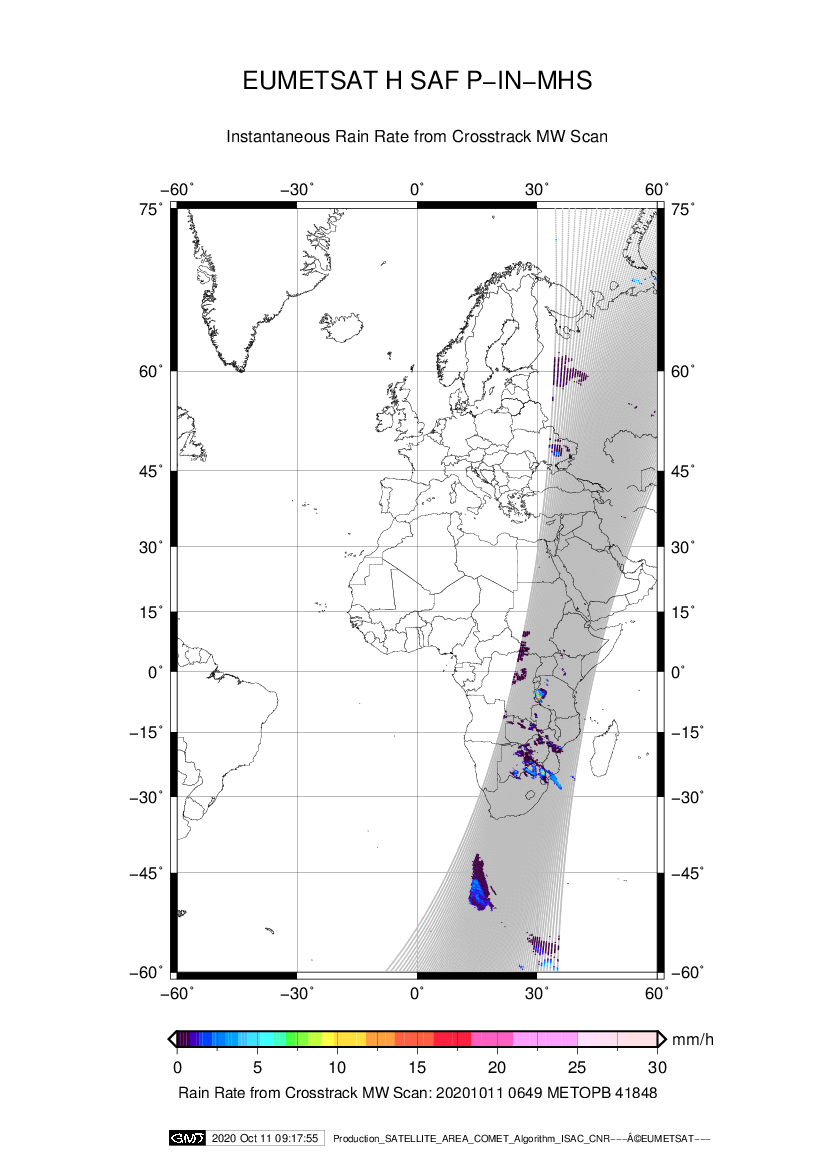 EUMETSAT H SAF P−IN−MHS
Instantaneous Rain Rate from Crosstrack MW Scan
−60° −30° 0° 30° 60°
75° 75°
60° 60°
45° 45°
30° 30°
15° 15°
0° 0°
−15° −15°
−30° −30°
−45° −45°
−60° −60°
−60° −30° 0° 30° 60°
mm/h
0 5 10 15 20 25 30
Rain Rate from Crosstrack MW Scan: 20201011 0649 METOPB 41848
GMT 2020 Oct 11 09:17:55 Production_SATELLITE_AREA_COMET_Algorithm_ISAC_CNR−−−Â©EUMETSAT−−−